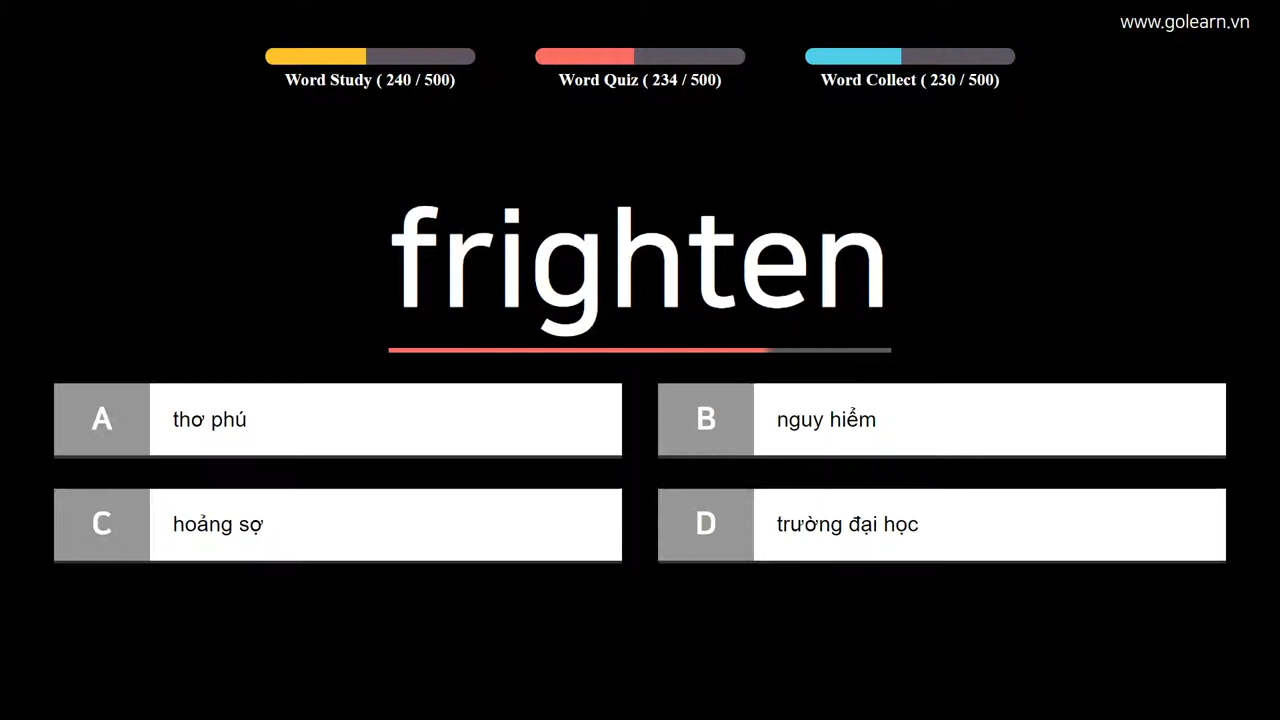 www.golearn.vn
Word Study ( 240 / 500)
Word Quiz ( 234 / 500)
Word Collect ( 230 / 500)
frighten
A thơ phú
B nguy hiểm
C hoảng sợ
D trường đại học